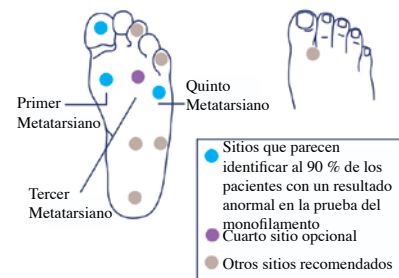 Primer
Metatarsiano
Quinto
Metatarsiano
Tercer
Metatarsiano
Sitios que parecen
identificar al 90 % de los
pacientes con un resultado
anormal en la prueba del
monofilamento
Cuarto sitio opcional
Otros sitios recomendados